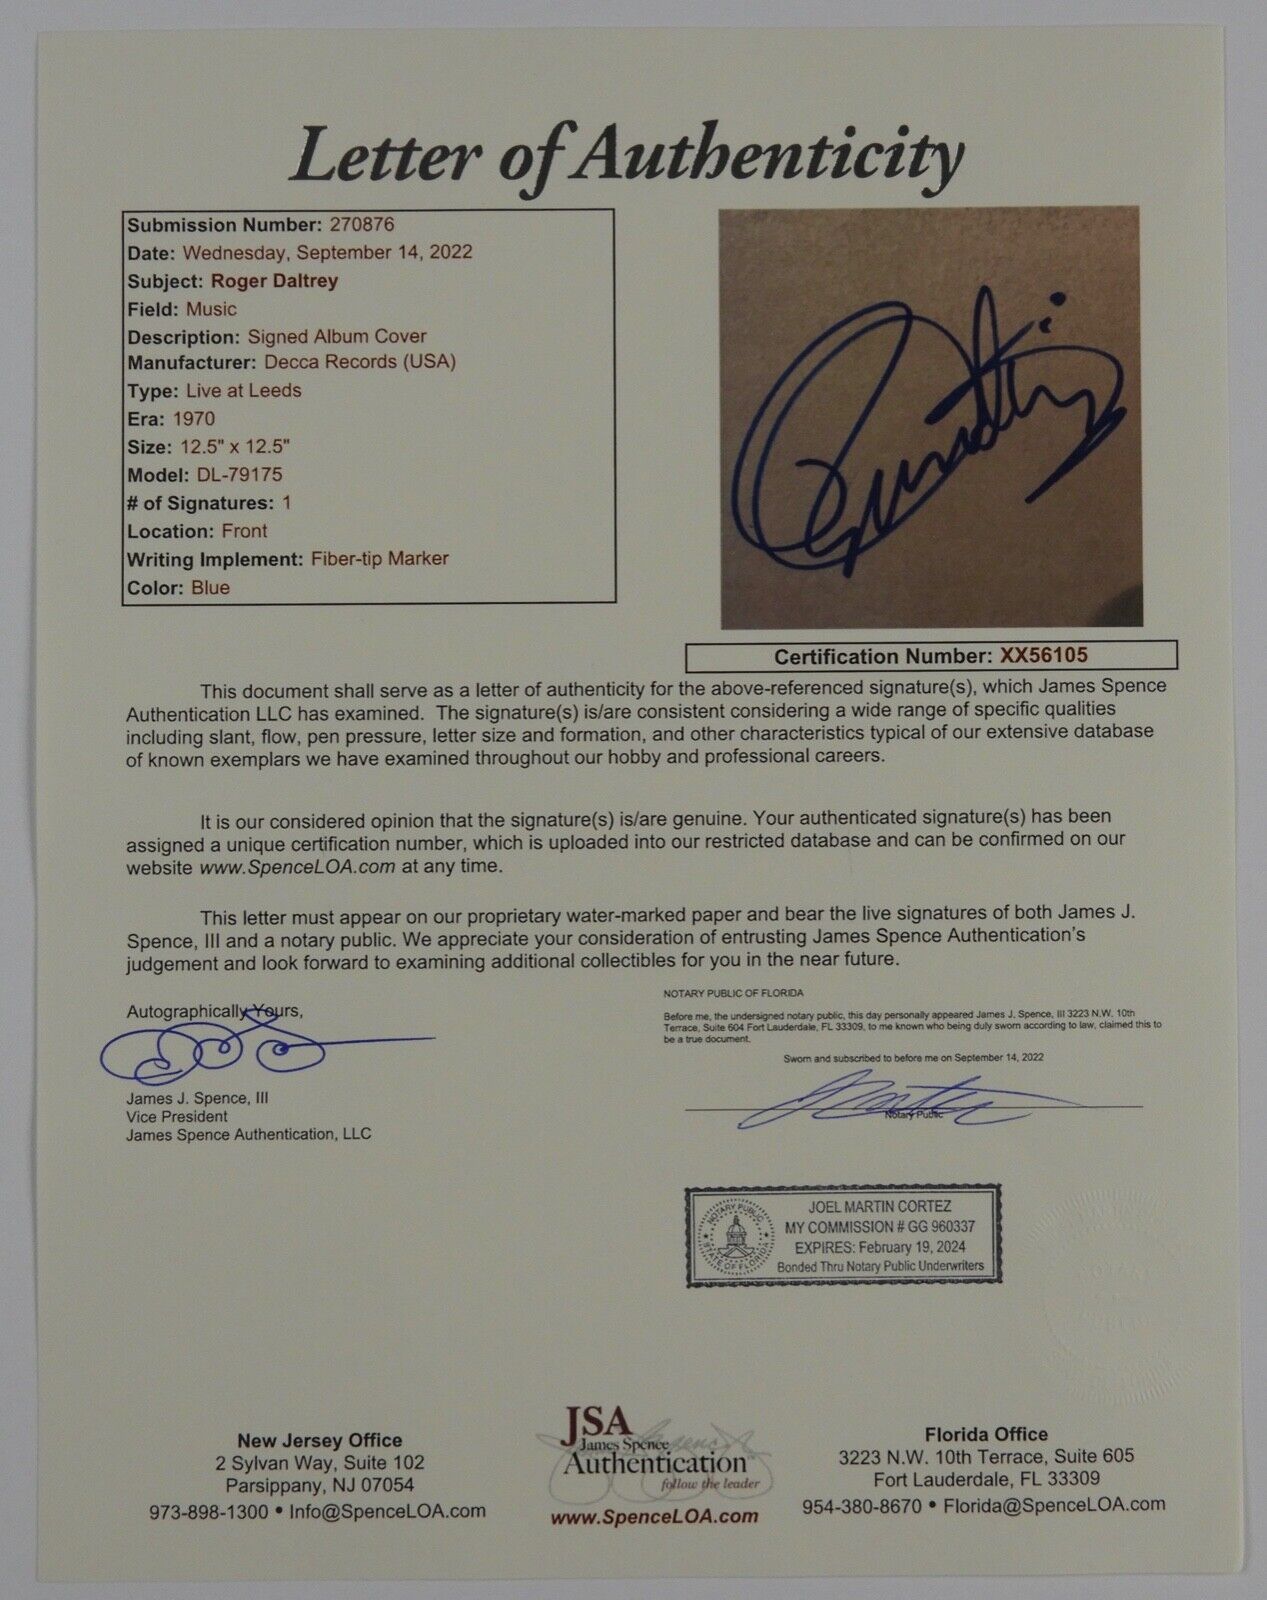 Letter of Authenticity
Submission Number: 270876
Date: Wednesday, September 14, 2022
Subject: Roger Daltrey
Field: Music
Description: Signed Album Cover
Manufacturer: Decca Records (USA)
Type: Live at Leeds
Era: 1970
Size: 12.5" x 12.5"
Model: DL-79175
# of Signatures: 1
Location: Front
Writing Implement: Fiber-tip Marker
Color: Blue
Certification Number: XX56105
This document shall serve as a letter of authenticity for the above-referenced signature(s), which James Spence
Authentication LLC has examined. The signature(s) is/are consistent considering a wide range of specific qualities
including slant, flow, pen pressure, letter size and formation, and other characteristics typical of our extensive database
of known exemplars we have examined throughout our hobby and professional careers.
It is our considered opinion that the signature(s) is/are genuine. Your authenticated signature(s) has been
assigned a unique certification number, which is uploaded into our restricted database and can be confirmed on our
website www.SpenceLOA.com at any time.
This letter must appear on our proprietary water-marked paper and bear the live signatures of both James J.
Spence, III and a notary public. We appreciate your consideration of entrusting James Spence Authentication's
judgement and look forward to examining additional collectibles for you in the near future.
Autographically Yours,
James J. Spence, III
Vice President
James Spence Authentication, LLC
NOTARY PUBLIC OF FLORIDA
Before me, the undersigned notary public, this day personally appeared James J. Spence, III 3223 N.W. 10th
Terrace, Suite 604 Fort Lauderdale, FL 33309, to me known who being duly sworn according to law, claimed this to
be a true document.
Sworn and subscribed to before me on September 14, 2022
Notary Public
NOTARY PUBLIC
STATE OF FLORIDA
JOEL MARTIN CORTEZ
MY COMMISSION # GG 960337
EXPIRES: February 19, 2024
Bonded Thru Notary Public Underwriters
New Jersey Office
2 Sylvan Way, Suite 102
Parsippany, NJ 07054
973-898-1300 • Info@SpenceLOA.com
JSA
James Spence
Authentication
follow the leader
www.SpenceLOA.com
Florida Office
3223 N.W. 10th Terrace, Suite 605
Fort Lauderdale, FL 33309
954-380-8670 • Florida@SpenceLOA.com